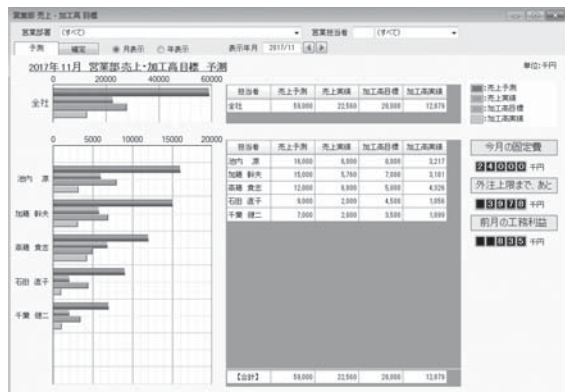 営業部 売上・加工高 目標
営業部署 (すべて) 営業担当者 (すべて)
予測 確定 月表示 年表示 表示年月 2017/11
2017年 11月 営業部売上・加工高目標 予測 単位:千円
0 20000 40000 60000
全社
担当者 売上予測 売上実績 加工高目標 加工高実績
全社 59,000 22,560 28,000 12,879
:売上予測
:売上実績
:加工高目標
:加工高実績
0 5000 10000 15000 20000
池内 源
加藤 幹夫
斎藤 貴志
石田 直子
千葉 健二
担当者 売上予測 売上実績 加工高目標 加工高実績
池内 源 16,000 6,000 8,000 3,217
加藤 幹夫 15,000 5,760 7,000 3,181
斎藤 貴志 12,000 6,800 5,000 4,326
石田 直子 9,000 2,000 4,500 1,056
千葉 健二 7,000 2,000 3,500 1,099
【合計】 59,000 22,560 28,000 12,879
今月の固定費
24000 千円
外注上限まで、あと
3978 千円
前月の工務利益
835 千円